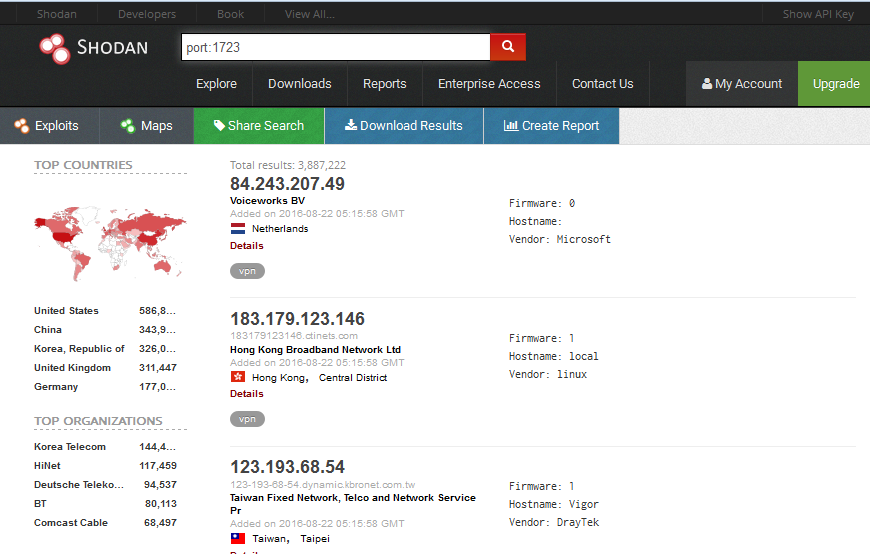 Shodan Developers Book View All... Show API Key
SHODAN port:1723
Explore Downloads Reports Enterprise Access Contact Us My Account Upgrade
Exploits Maps Share Search Download Results Create Report
TOP COUNTRIES
United States 586,8...
China 343,9...
Korea, Republic of 326,0...
United Kingdom 311,447
Germany 177,0...
TOP ORGANIZATIONS
Korea Telecom 144,4...
HiNet 117,459
Deutsche Teleko... 94,537
BT 80,113
Comcast Cable 68,497
Total results: 3,887,222
84.243.207.49
Voiceworks BV
Added on 2016-08-22 05:15:58 GMT
Netherlands
Details
vpn
Firmware: 0
Hostname:
Vendor: Microsoft
183.179.123.146
183179123146.ctinets.com
Hong Kong Broadband Network Ltd
Added on 2016-08-22 05:15:58 GMT
Hong Kong, Central District
Details
vpn
Firmware: 1
Hostname: local
Vendor: linux
123.193.68.54
123-193-68-54.dynamic.kbronet.com.tw
Taiwan Fixed Network, Telco and Network Service
Pr
Added on 2016-08-22 05:15:58 GMT
Taiwan, Taipei
Firmware: 1
Hostname: Vigor
Vendor: DrayTek